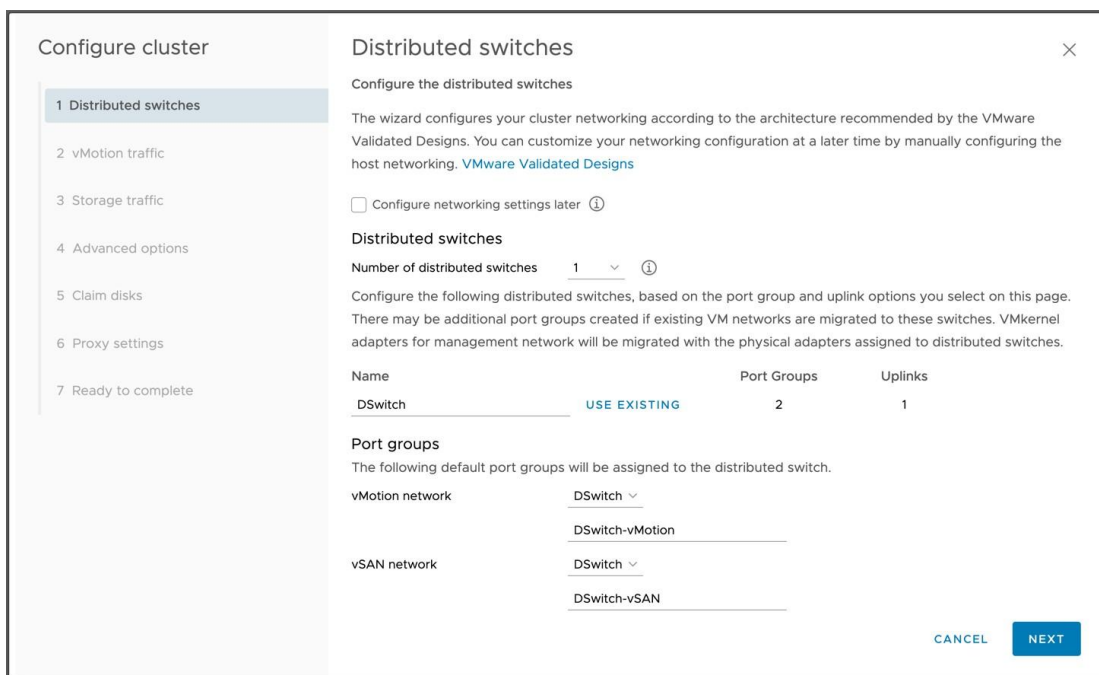 Configure cluster
1 Distributed switches
2 vMotion traffic
3 Storage traffic
4 Advanced options
5 Claim disks
6 Proxy settings
7 Ready to complete
Distributed switches
Configure the distributed switches
The wizard configures your cluster networking according to the architecture recommended by the VMware
Validated Designs. You can customize your networking configuration at a later time by manually configuring the
host networking. VMware Validated Designs
Configure networking settings later
Distributed switches
Number of distributed switches 1
Configure the following distributed switches, based on the port group and uplink options you select on this page.
There may be additional port groups created if existing VM networks are migrated to these switches. VMkernel
adapters for management network will be migrated with the physical adapters assigned to distributed switches.
Name Port Groups Uplinks
DSwitch USE EXISTING 2 1
Port groups
The following default port groups will be assigned to the distributed switch.
vMotion network DSwitch
DSwitch-vMotion
vSAN network DSwitch
DSwitch-vSAN
CANCEL NEXT